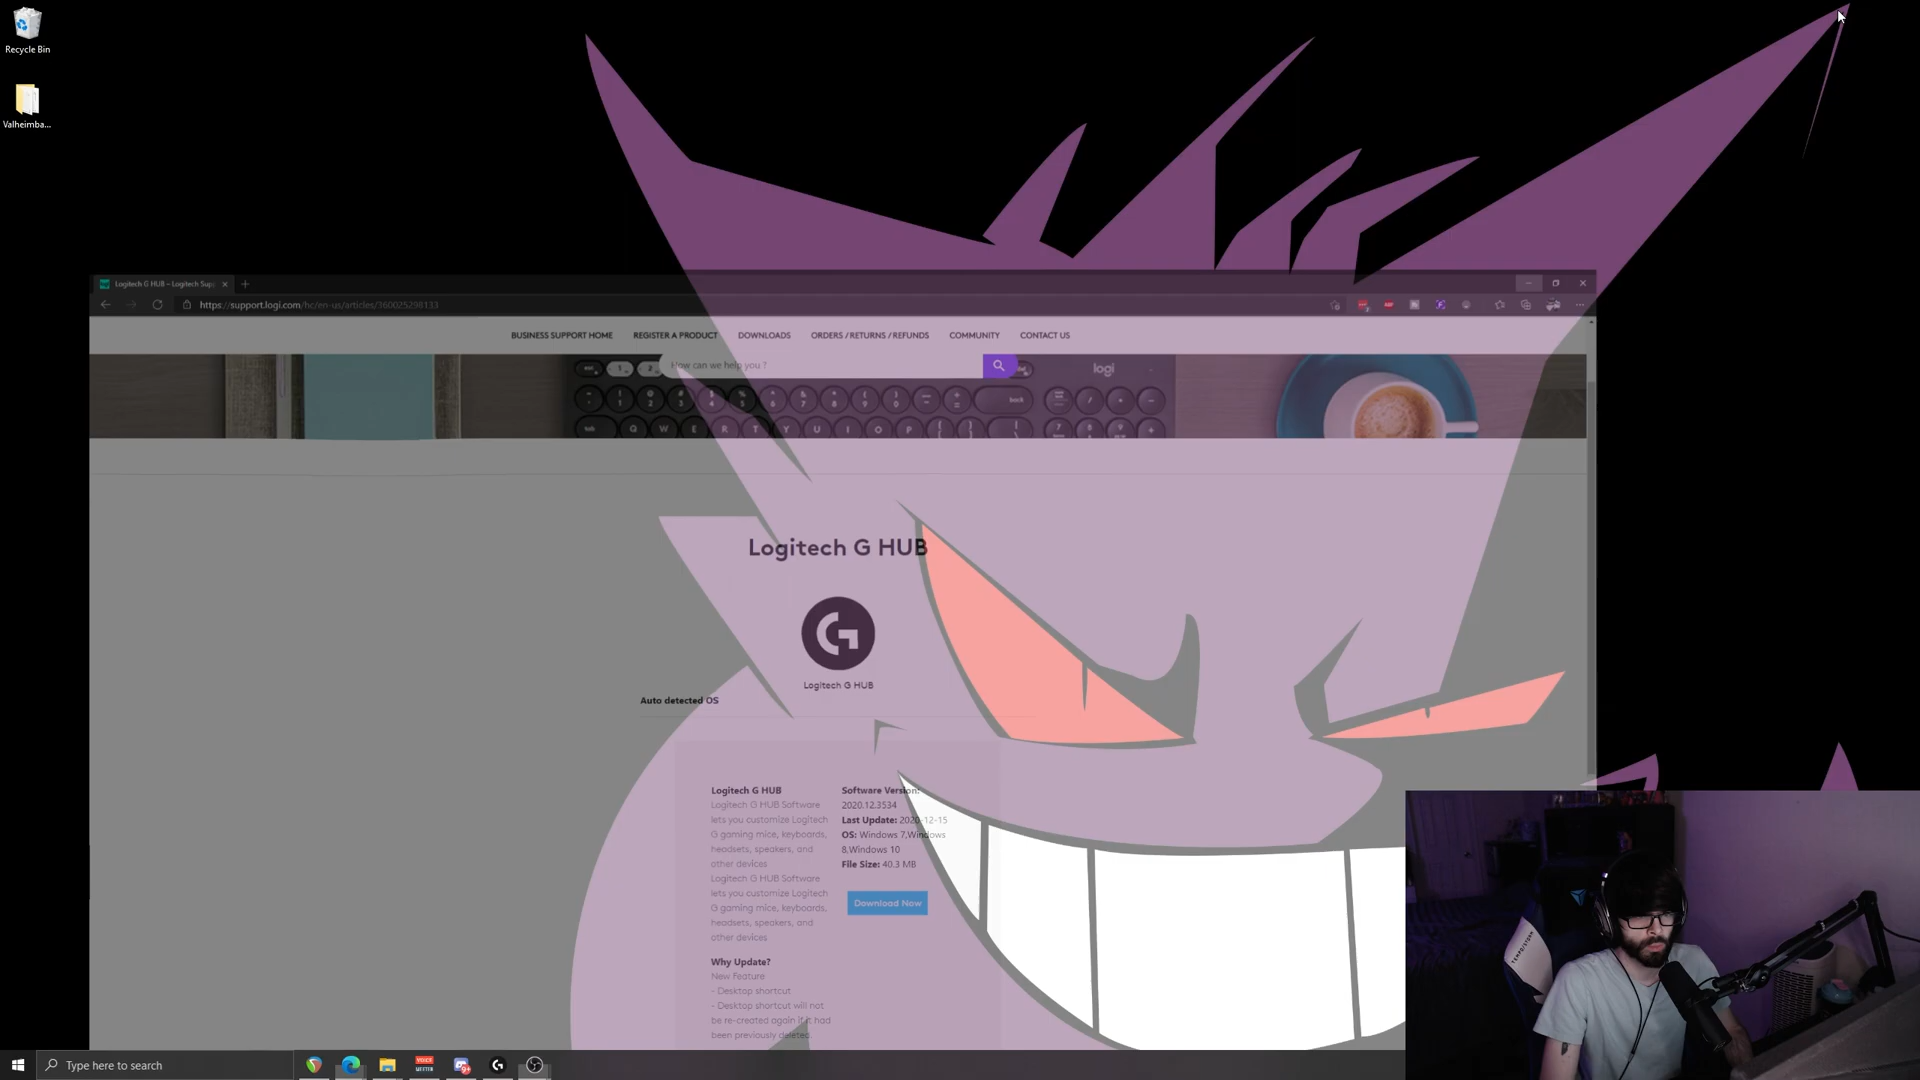 Recycle Bin
Valheimba...
Logitech G HUB – Logitech Supp
https://support.logi.com/hc/en-us/articles/360025298133
BUSINESS SUPPORT HOME REGISTER A PRODUCT DOWNLOADS ORDERS / RETURNS / REFUNDS COMMUNITY CONTACT US
How can we help you ?
logi
Logitech G HUB
Logitech G HUB
Auto detected OS
Logitech G HUB
Logitech G HUB Software
lets you customize Logitech
G gaming mice, keyboards,
headsets, speakers, and
other devices
Logitech G HUB Software
lets you customize Logitech
G gaming mice, keyboards,
headsets, speakers, and
other devices
Software Version:
2020.12.3534
Last Update: 2020-12-15
OS: Windows 7,Windows
8,Windows 10
File Size: 40.3 MB
Download Now
Why Update?
New Feature
- Desktop shortcut
- Desktop shortcut will not
be re-created again if it had
been previously deleted.
Type here to search